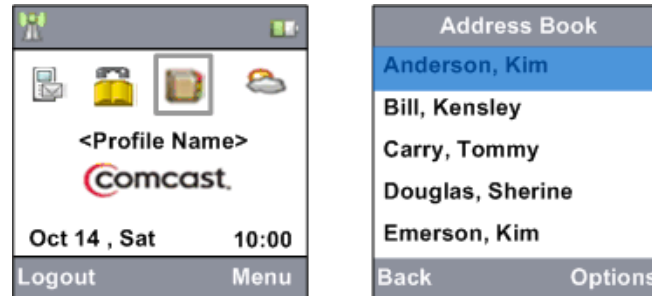 <Profile Name>
comcast.
Oct 14 , Sat 10:00
Logout Menu
Address Book
Anderson, Kim
Bill, Kensley
Carry, Tommy
Douglas, Sherine
Emerson, Kim
Back Options